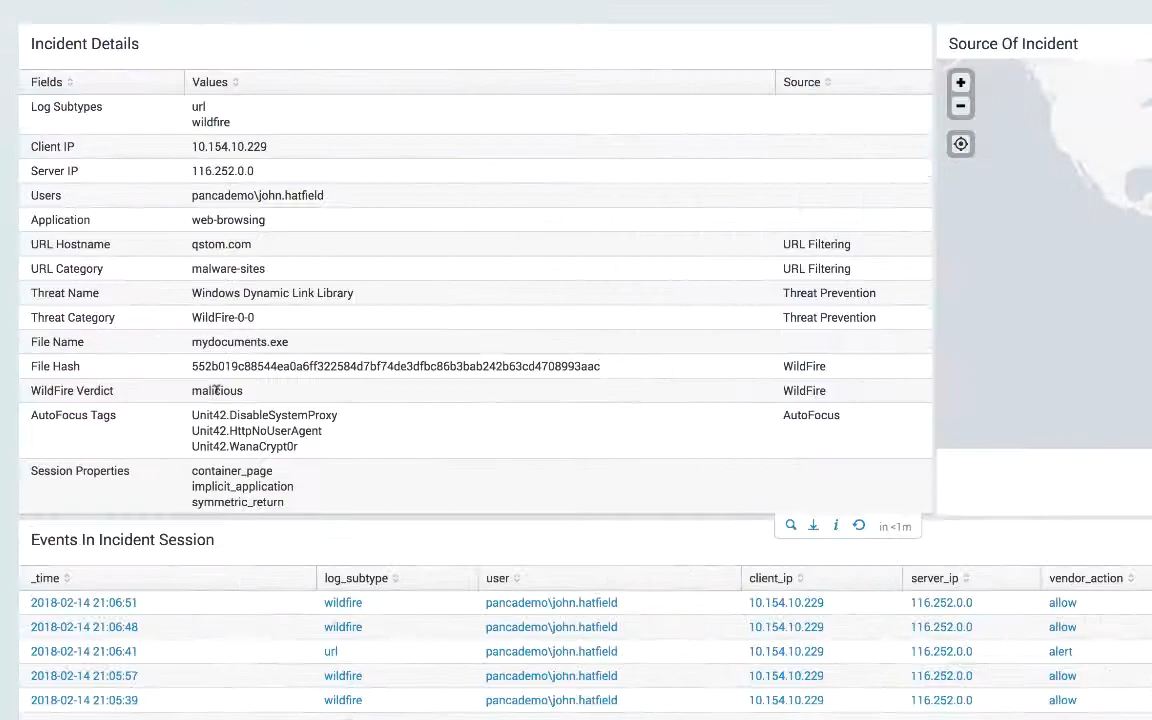 Incident Details
Source Of Incident
Fields Values Source
Log Subtypes url
wildfire
Client IP 10.154.10.229
Server IP 116.252.0.0
Users pancademo\john.hatfield
Application web-browsing
URL Hostname qstom.com URL Filtering
URL Category malware-sites URL Filtering
Threat Name Windows Dynamic Link Library Threat Prevention
Threat Category WildFire-0-0 Threat Prevention
File Name mydocuments.exe
File Hash 552b019c88544ea0a6ff322584d7bf74de3dfbc86b3bab242b63cd4708993aac WildFire
WildFire Verdict malicious WildFire
AutoFocus Tags Unit42.DisableSystemProxy AutoFocus
Unit42.HttpNoUserAgent
Unit42.WanaCrypt0r
Session Properties container_page
implicit_application
symmetric_return
in <1m
Events In Incident Session
_time log_subtype user client_ip server_ip vendor_action
2018-02-14 21:06:51 wildfire pancademo\john.hatfield 10.154.10.229 116.252.0.0 allow
2018-02-14 21:06:48 wildfire pancademo\john.hatfield 10.154.10.229 116.252.0.0 allow
2018-02-14 21:06:41 url pancademo\john.hatfield 10.154.10.229 116.252.0.0 alert
2018-02-14 21:05:57 wildfire pancademo\john.hatfield 10.154.10.229 116.252.0.0 allow
2018-02-14 21:05:39 wildfire pancademo\john.hatfield 10.154.10.229 116.252.0.0 allow